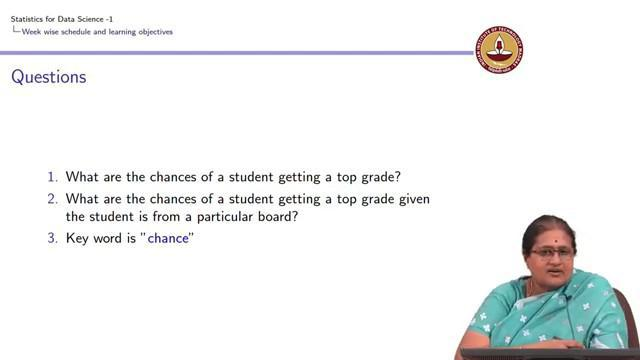 Statistics for Data Science -1
Week wise schedule and learning objectives
Questions
1. What are the chances of a student getting a top grade?
2. What are the chances of a student getting a top grade given
the student is from a particular board?
3. Key word is "chance"